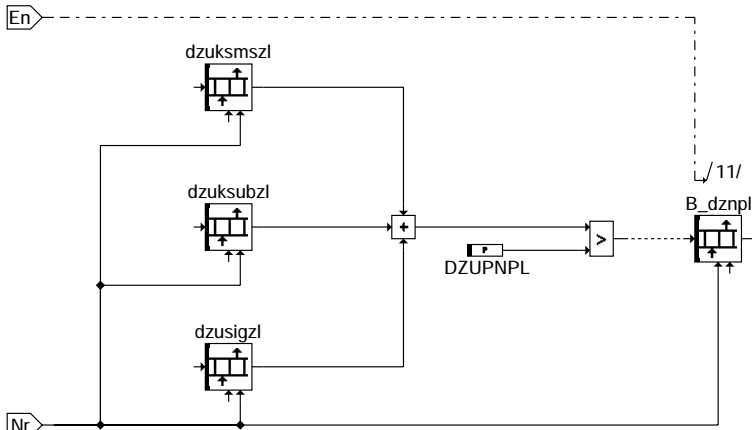 En
dzuksmszl
/ 11/
dzuksubzl
B_dznpl
+
>
P
DZUPNPL
dzusigzl
Nr